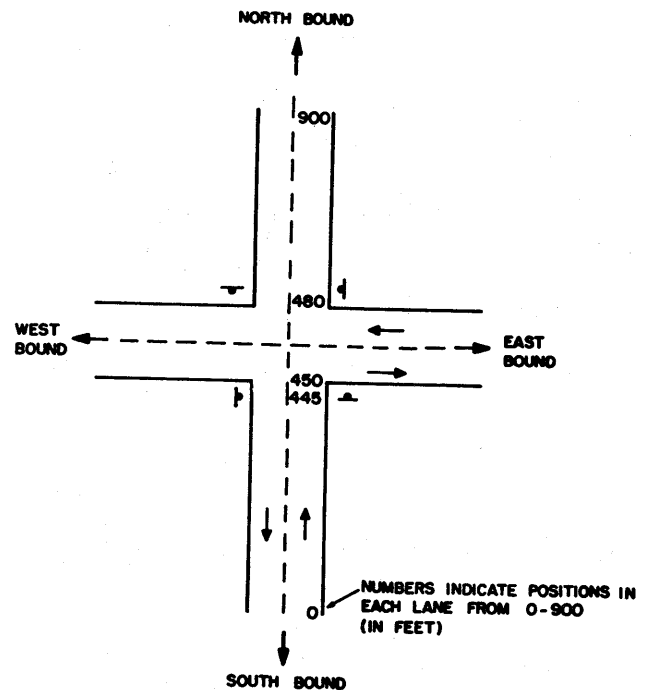 NORTH BOUND
900
480
WEST
BOUND
EAST
BOUND
450
445
NUMBERS INDICATE POSITIONS IN
EACH LANE FROM 0-900
(IN FEET)
0
SOUTH BOUND